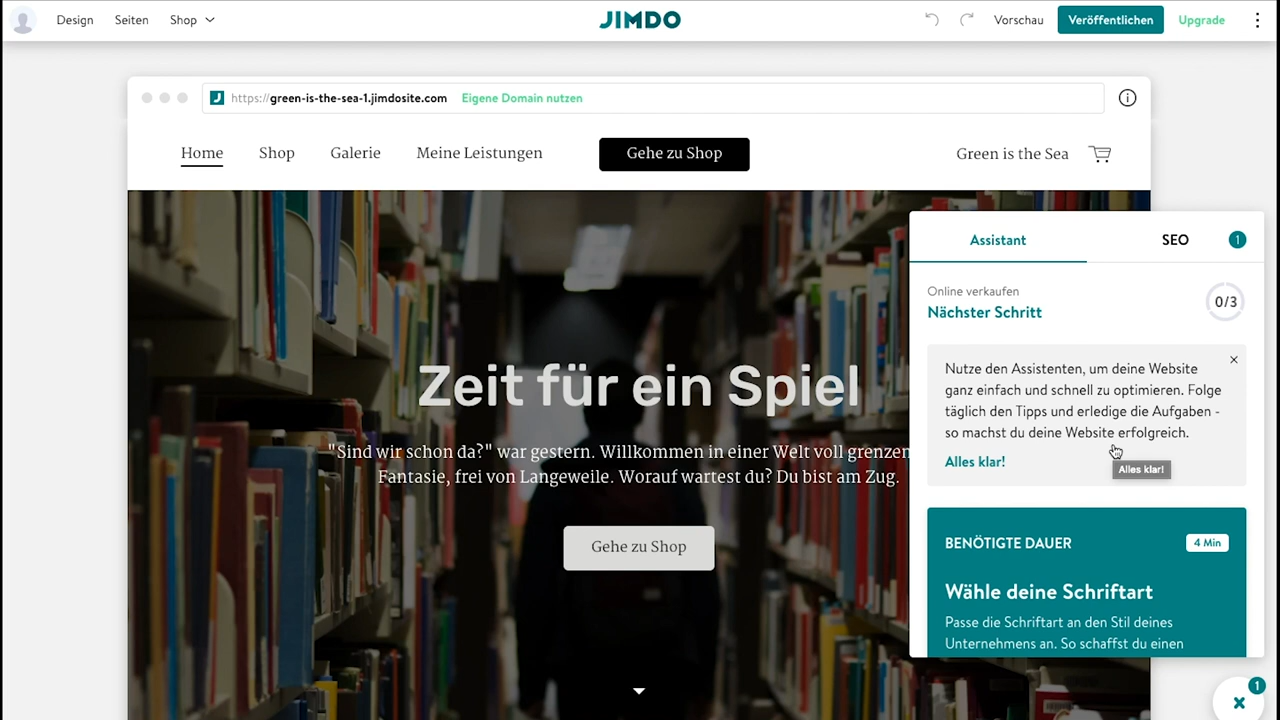 Design Seiten Shop JIMDO Vorschau Veröffentlichen Upgrade
https://green-is-the-sea-1.jimdosite.com Eigene Domain nutzen
Home Shop Galerie Meine Leistungen Gehe zu Shop Green is the Sea
Zeit für ein Spiel
"Sind wir schon da?" war gestern. Willkommen in einer Welt voll grenzen
Fantasie, frei von Langeweile. Worauf wartest du? Du bist am Zug.
Gehe zu Shop
Assistant SEO 1
Online verkaufen
Nächster Schritt
0/3
Nutze den Assistenten, um deine Website
ganz einfach und schnell zu optimieren. Folge
täglich den Tipps und erledige die Aufgaben -
so machst du deine Website erfolgreich.
Alles klar!
Alles klar!
BENÖTIGTE DAUER 4 Min
Wähle deine Schriftart
Passe die Schriftart an den Stil deines
Unternehmens an. So schaffst du einen
1